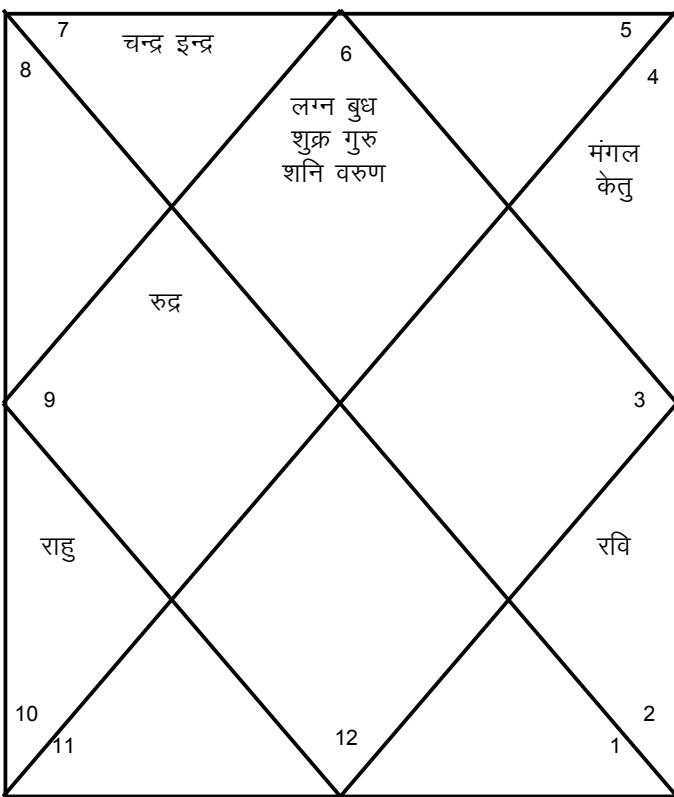 7
चन्द्र इन्द्र
6
5
8
4
लग्न बुध
शुक्र गुरु
शनि वरुण
मंगल
केतु
रुद्र
9
3
राहु
रवि
10
2
11
12
1